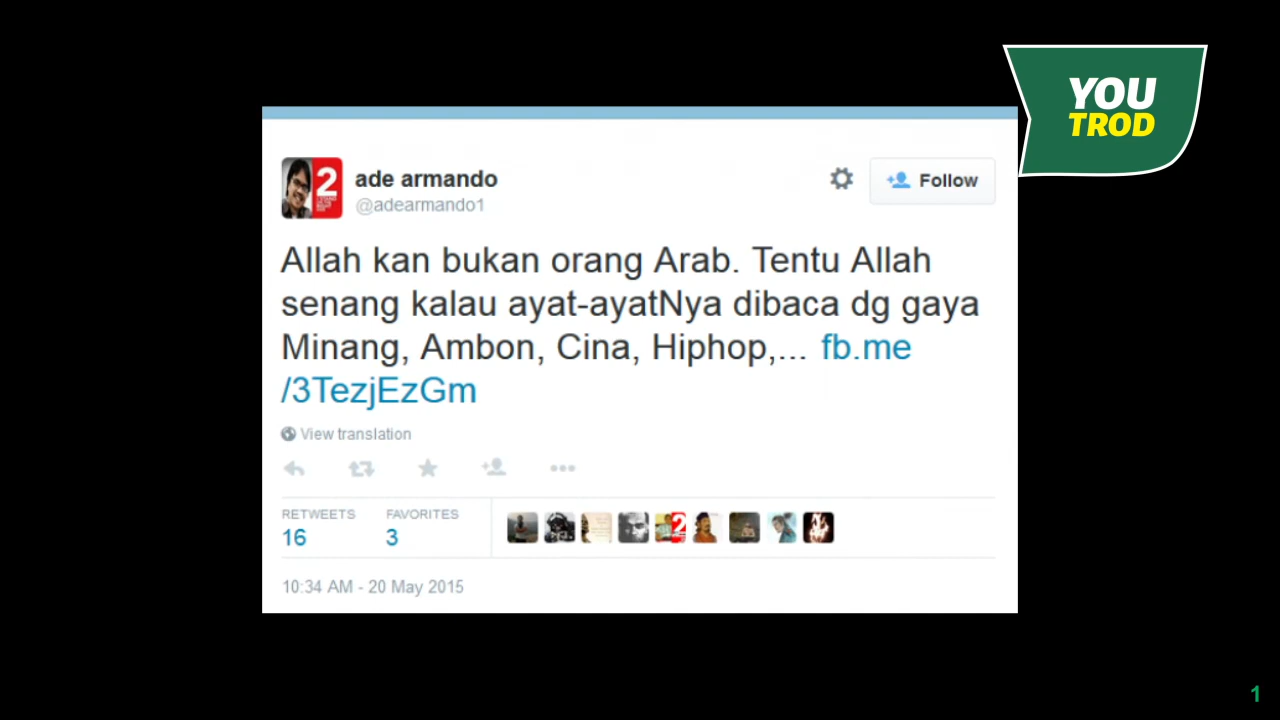 YOU
TROD
ade armando
@adearmando1
Follow
Allah kan bukan orang Arab. Tentu Allah
senang kalau ayat-ayatNya dibaca dg gaya
Minang, Ambon, Cina, Hiphop,... fb.me
/3TezjEzGm
View translation
RETWEETS FAVORITES
16 3
10:34 AM - 20 May 2015
2
2
1